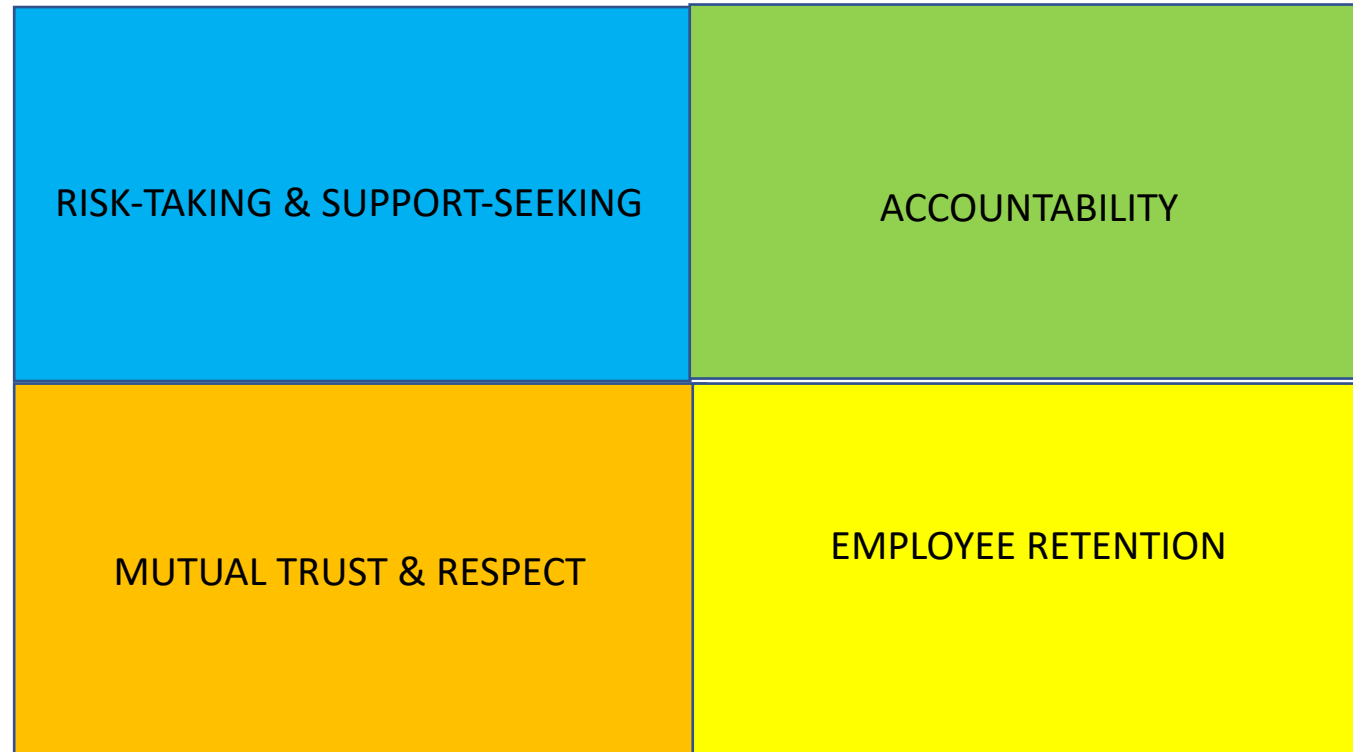 RISK-TAKING & SUPPORT-SEEKING
ACCOUNTABILITY
MUTUAL TRUST & RESPECT
EMPLOYEE RETENTION